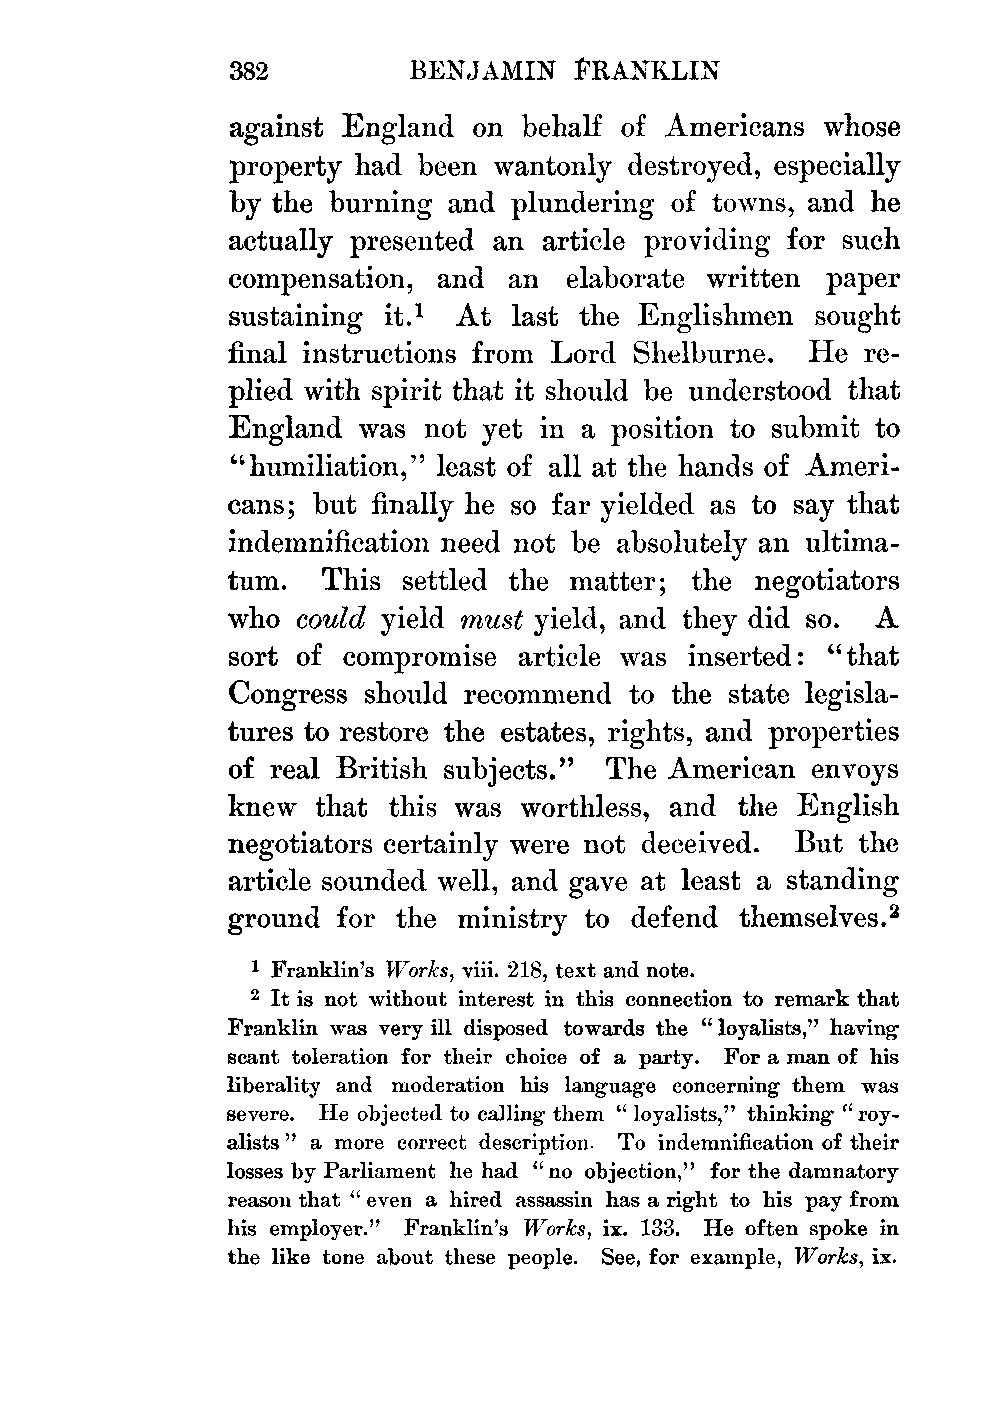 382 BENJAMIN FRANKLIN
against England on behalf of Americans whose
property had been wantonly destroyed, especially
by the burning and plundering of towns, and he
actually presented an article providing for such
compensation, and an elaborate written paper
sustaining it.¹ At last the Englishmen sought
final instructions from Lord Shelburne. He re-
plied with spirit that it should be understood that
England was not yet in a position to submit to
“humiliation,” least of all at the hands of Ameri-
cans; but finally he so far yielded as to say that
indemnification need not be absolutely an ultima-
tum. This settled the matter; the negotiators
who could yield must yield, and they did so. A
sort of compromise article was inserted: “that
Congress should recommend to the state legisla-
tures to restore the estates, rights, and properties
of real British subjects.” The American envoys
knew that this was worthless, and the English
negotiators certainly were not deceived. But the
article sounded well, and gave at least a standing
ground for the ministry to defend themselves.²
¹ Franklin's Works, viii. 218, text and note.
² It is not without interest in this connection to remark that
Franklin was very ill disposed towards the “loyalists,” having
scant toleration for their choice of a party. For a man of his
liberality and moderation his language concerning them was
severe. He objected to calling them “loyalists,” thinking “roy-
alists” a more correct description. To indemnification of their
losses by Parliament he had “no objection,” for the damnatory
reason that “even a hired assassin has a right to his pay from
his employer.” Franklin's Works, ix. 133. He often spoke in
the like tone about these people. See, for example, Works, ix.